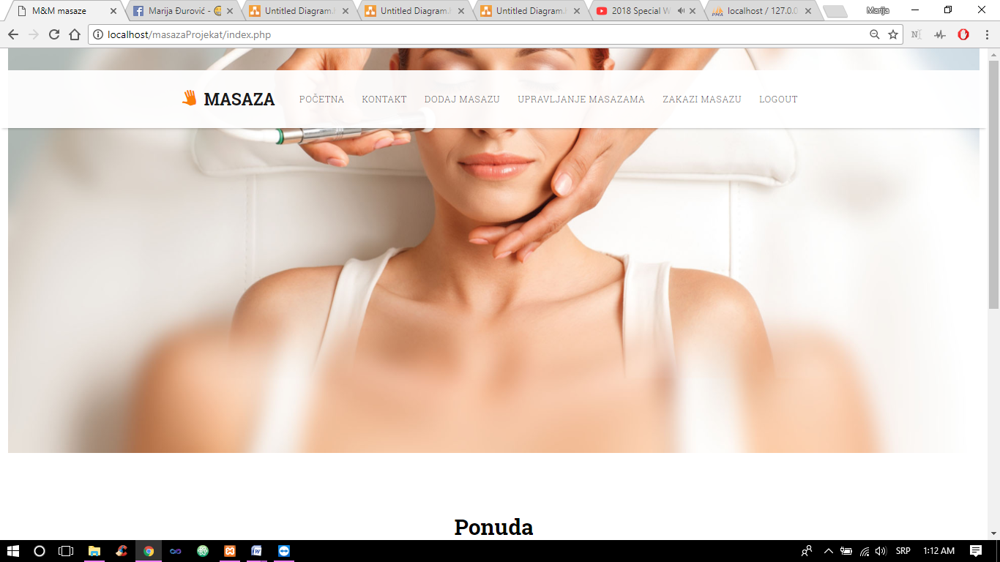 M&M masaze
Marija Đurović -
Untitled Diagram.
Untitled Diagram.
Untitled Diagram.
2018 Special W
localhost / 127.0.0
Marija
localhost/masazaProjekat/index.php
MASAZA
POČETNA
KONTAKT
DODAJ MASAZU
UPRAVLJANJE MASAZAMA
ZAKAZI MASAZU
LOGOUT
Ponuda
SRP
1:12 AM